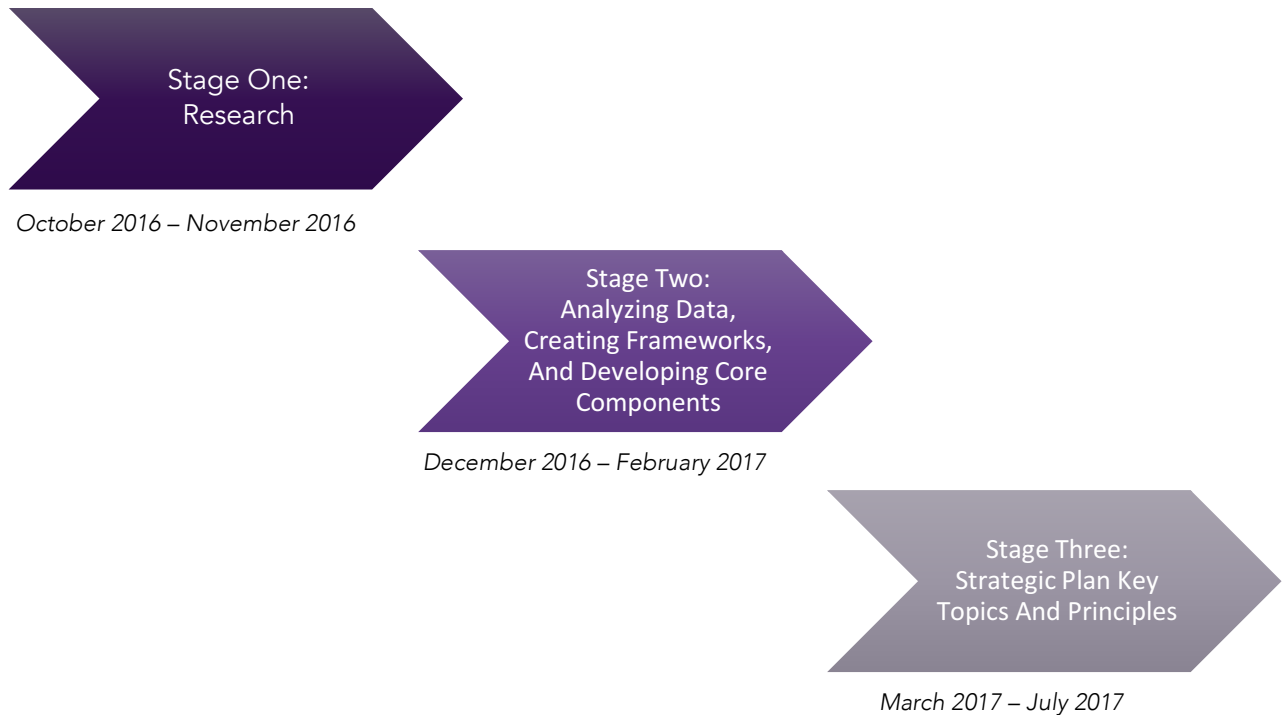 Stage One:
Research
October 2016 – November 2016
Stage Two:
Analyzing Data,
Creating Frameworks,
And Developing Core
Components
December 2016 – February 2017
Stage Three:
Strategic Plan Key
Topics And Principles
March 2017 – July 2017